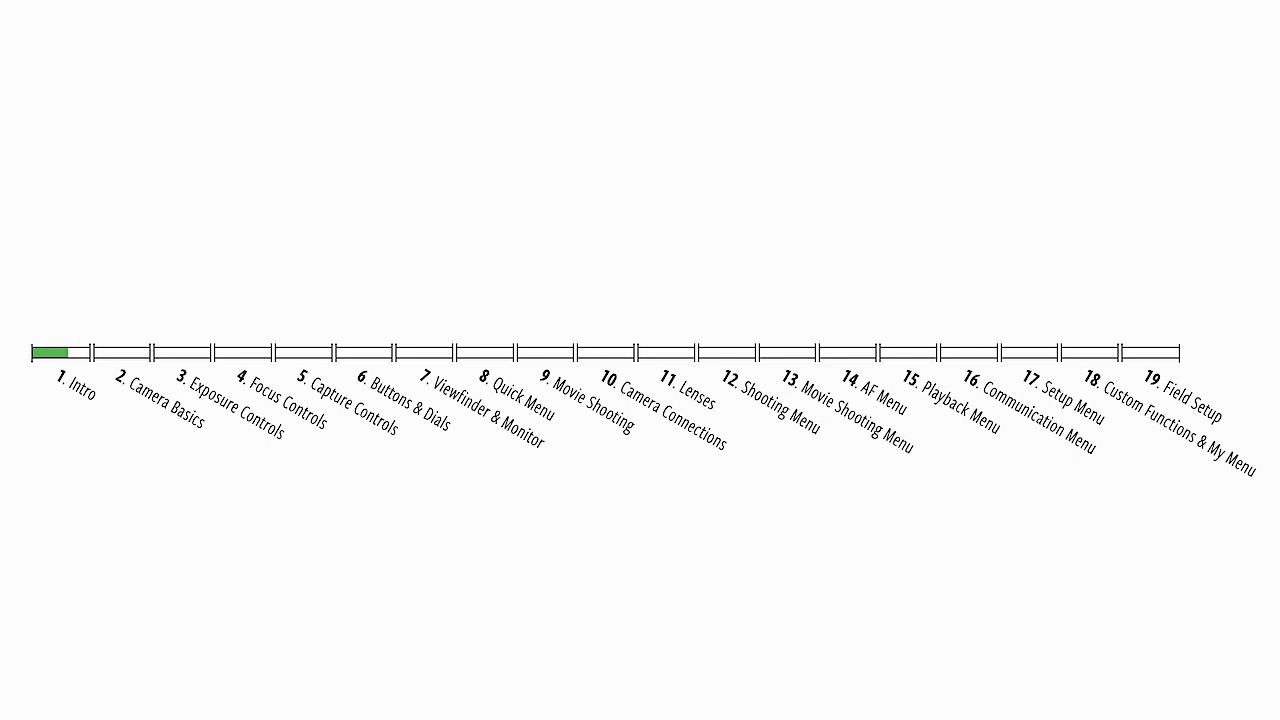 1. Intro
2. Camera Basics
3. Exposure Controls
4. Focus Controls
5. Capture Controls
6. Buttons & Dials
7. Viewfinder & Monitor
8. Quick Menu
9. Movie Shooting
10. Camera Connections
11. Lenses
12. Shooting Menu
13. Movie Shooting Menu
14. AF Menu
15. Playback Menu
16. Communication Menu
17. Setup Menu
18. Custom Functions & My Menu
19. Field Setup